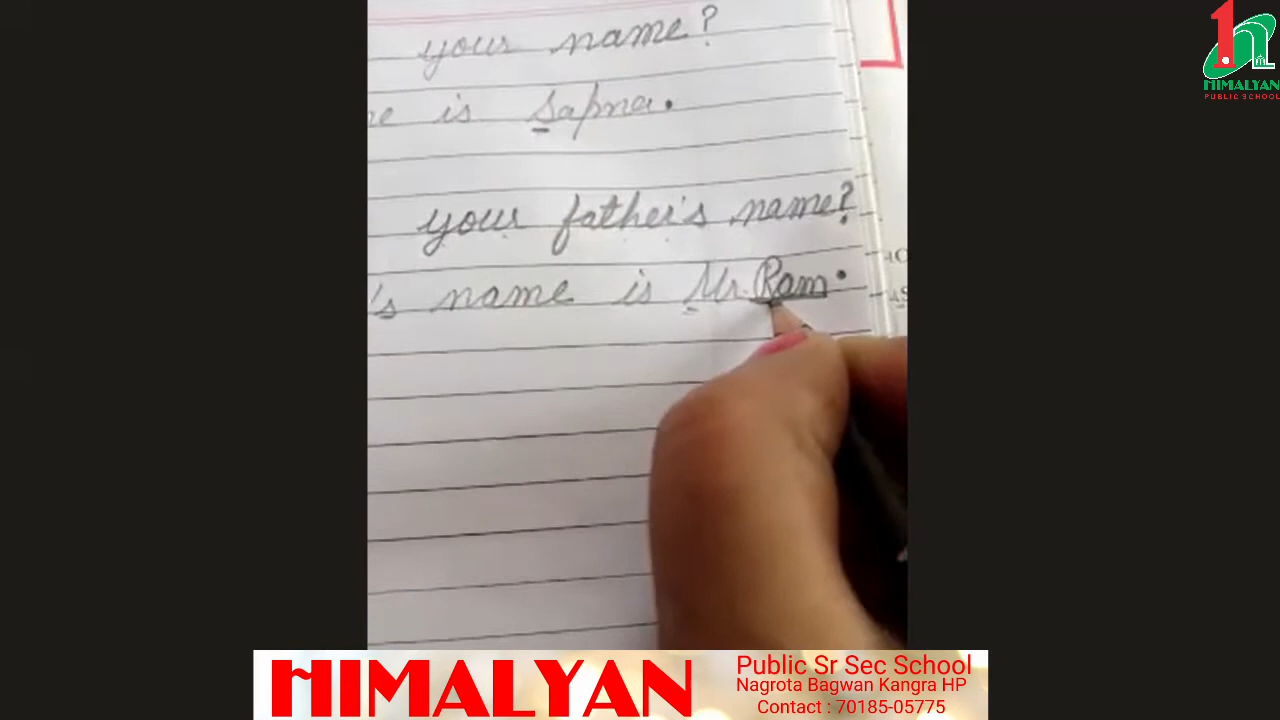 your name?
me is Sapna.
your father's name?
's name is Mr. Ram.
HIMALYAN
PUBLIC SCHOOL
HIMALYAN
Public Sr Sec School
Nagrota Bagwan Kangra HP
Contact : 70185-05775